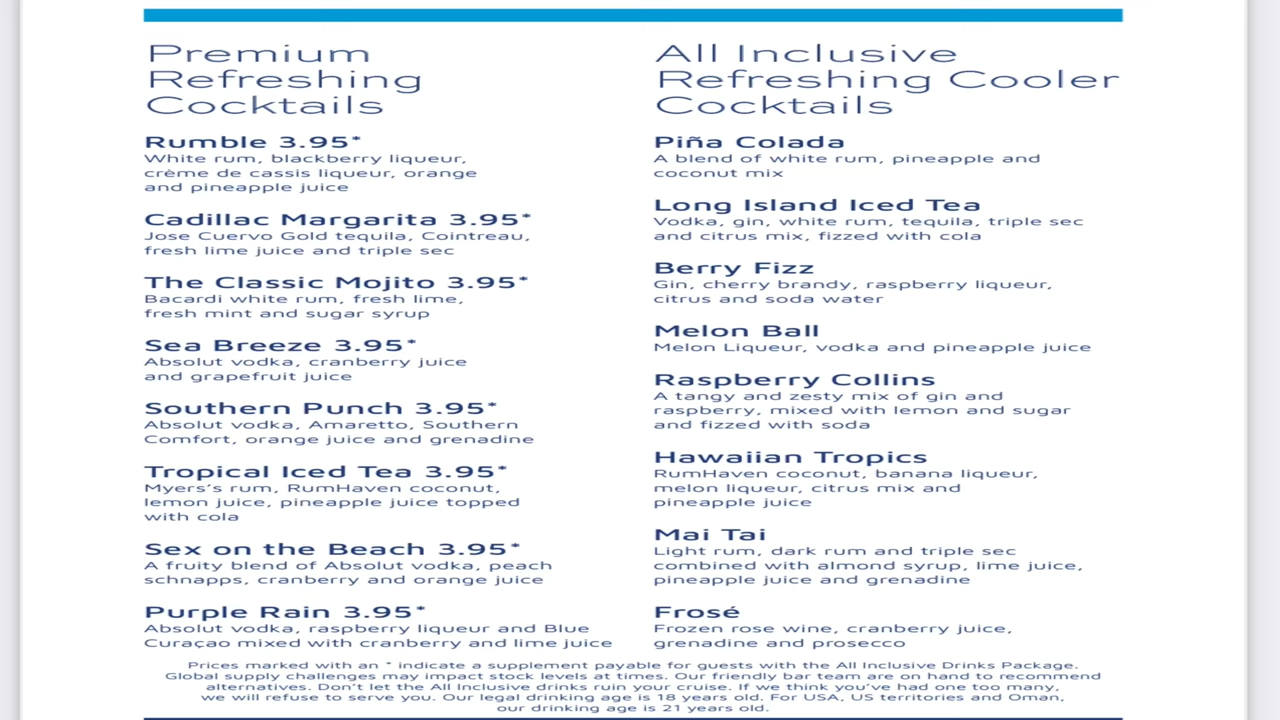 Premium
Refreshing
Cocktails
Rumble 3.95*
White rum, blackberry liqueur,
crème de cassis liqueur, orange
and pineapple juice
Cadillac Margarita 3.95*
Jose Cuervo Gold tequila, Cointreau,
fresh lime juice and triple sec
The Classic Mojito 3.95*
Bacardi white rum, fresh lime,
fresh mint and sugar syrup
Sea Breeze 3.95*
Absolut vodka, cranberry juice
and grapefruit juice
Southern Punch 3.95*
Absolut vodka, Amaretto, Southern
Comfort, orange juice and grenadine
Tropical Iced Tea 3.95*
Myers's rum, RumHaven coconut,
lemon juice, pineapple juice topped
with cola
Sex on the Beach 3.95*
A fruity blend of Absolut vodka, peach
schnapps, cranberry and orange juice
Purple Rain 3.95*
Absolut vodka, raspberry liqueur and Blue
Curaçao mixed with cranberry and lime juice
All Inclusive
Refreshing Cooler
Cocktails
Piña Colada
A blend of white rum, pineapple and
coconut mix
Long Island Iced Tea
Vodka, gin, white rum, tequila, triple sec
and citrus mix, fizzed with cola
Berry Fizz
Gin, cherry brandy, raspberry liqueur,
citrus and soda water
Melon Ball
Melon Liqueur, vodka and pineapple juice
Raspberry Collins
A tangy and zesty mix of gin and
raspberry, mixed with lemon and sugar
and fizzed with soda
Hawaiian Tropics
RumHaven coconut, banana liqueur,
melon liqueur, citrus mix and
pineapple juice
Mai Tai
Light rum, dark rum and triple sec
combined with almond syrup, lime juice,
pineapple juice and grenadine
Frosé
Frozen rose wine, cranberry juice,
grenadine and prosecco
Prices marked with an * indicate a supplement payable for guests with the All Inclusive Drinks Package.
Global supply challenges may impact stock levels at times. Our friendly bar team are on hand to recommend
alternatives. Don't let the All Inclusive drinks ruin your cruise. If we think you've had one too many,
we will refuse to serve you. Our legal drinking age is 18 years old. For USA, US territories and Oman,
our drinking age is 21 years old.